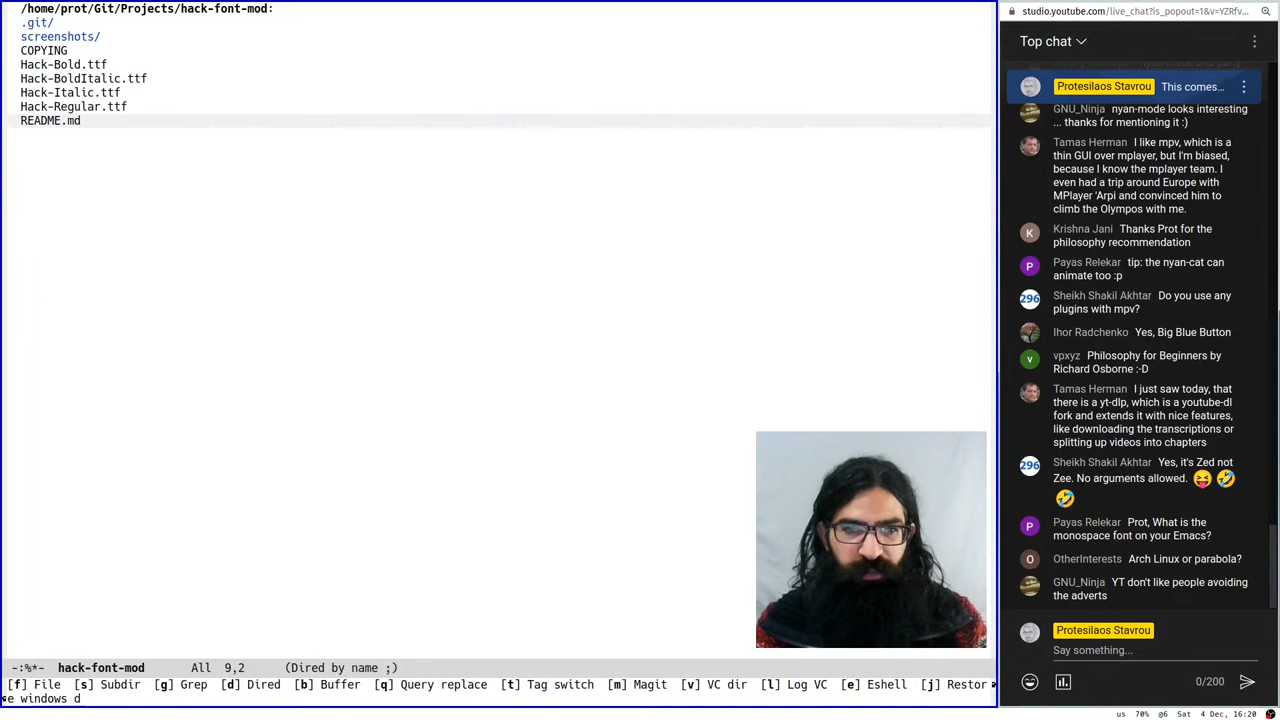 /home/prot/Git/Projects/hack-font-mod:
.git/
screenshots/
COPYING
Hack-Bold.ttf
Hack-BoldItalic.ttf
Hack-Italic.ttf
Hack-Regular.ttf
README.md
-:%*-  hack-font-mod  All  9,2  (Dired by name ;)
[f] File  [s] Subdir  [g] Grep  [d] Dired  [b] Buffer  [q] Query replace  [t] Tag switch  [m] Magit  [v] VC dir  [l] Log VC  [e] Eshell  [j] Restor
e windows d
studio.youtube.com/live_chat?is_popout=1&v=YZRfv...
Top chat
Protesilaos Stavrou This comes...
GNU_Ninja nyan-mode looks interesting
... thanks for mentioning it :)
Tamas Herman I like mpv, which is a
thin GUI over mplayer, but I'm biased,
because I know the mplayer team. I
even had a trip around Europe with
MPlayer 'Arpi and convinced him to
climb the Olympos with me.
K Krishna Jani Thanks Prot for the
philosophy recommendation
P Payas Relekar tip: the nyan-cat can
animate too :p
296 Sheikh Shakil Akhtar Do you use any
plugins with mpv?
Ihor Radchenko Yes, Big Blue Button
v vpxyz Philosophy for Beginners by
Richard Osborne :-D
Tamas Herman I just saw today, that
there is a yt-dlp, which is a youtube-dl
fork and extends it with nice features,
like downloading the transcriptions or
splitting up videos into chapters
296 Sheikh Shakil Akhtar Yes, it's Zed not
Zee. No arguments allowed. 😝 🤣
🤣
P Payas Relekar Prot, What is the
monospace font on your Emacs?
O OtherInterests Arch Linux or parabola?
GNU_Ninja YT don't like people avoiding
the adverts
Protesilaos Stavrou
Say something...
0/200
us  70%  @6  Sat  4 Dec, 16:20